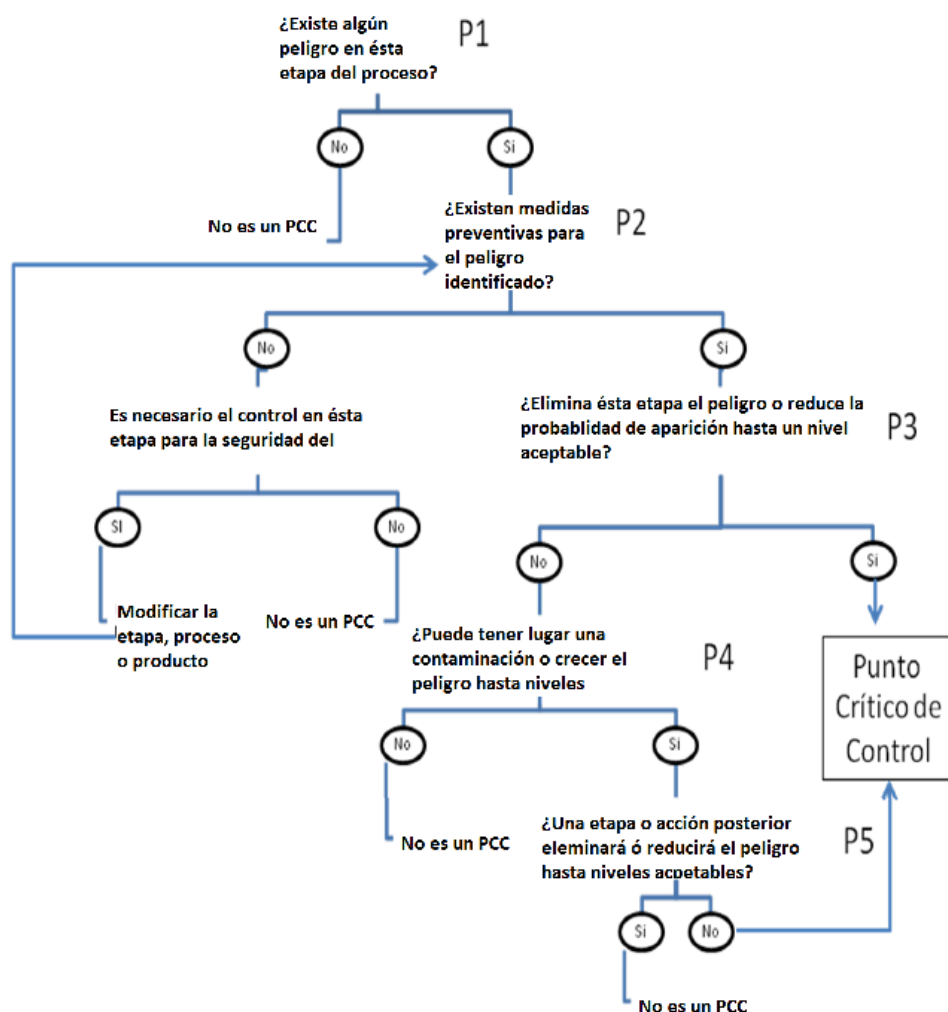 ¿Existe algún
peligro en ésta
etapa del proceso?
P1
No
Si
No es un PCC
¿Existen medidas
preventivas para
el peligro
identificado?
P2
No
Si
Es necesario el control en ésta
etapa para la seguridad del
¿Elimina ésta etapa el peligro o reduce la
probablidad de aparición hasta un nivel
aceptable?
P3
SI
No
No
Si
Modificar la
etapa, proceso
o producto
No es un PCC
¿Puede tener lugar una
contaminación o crecer el
peligro hasta niveles
P4
Punto
Crítico de
Control
No
Si
No es un PCC
¿Una etapa o acción posterior
eleminará ó reducirá el peligro
hasta niveles acpetables?
P5
Si
No
No es un PCC